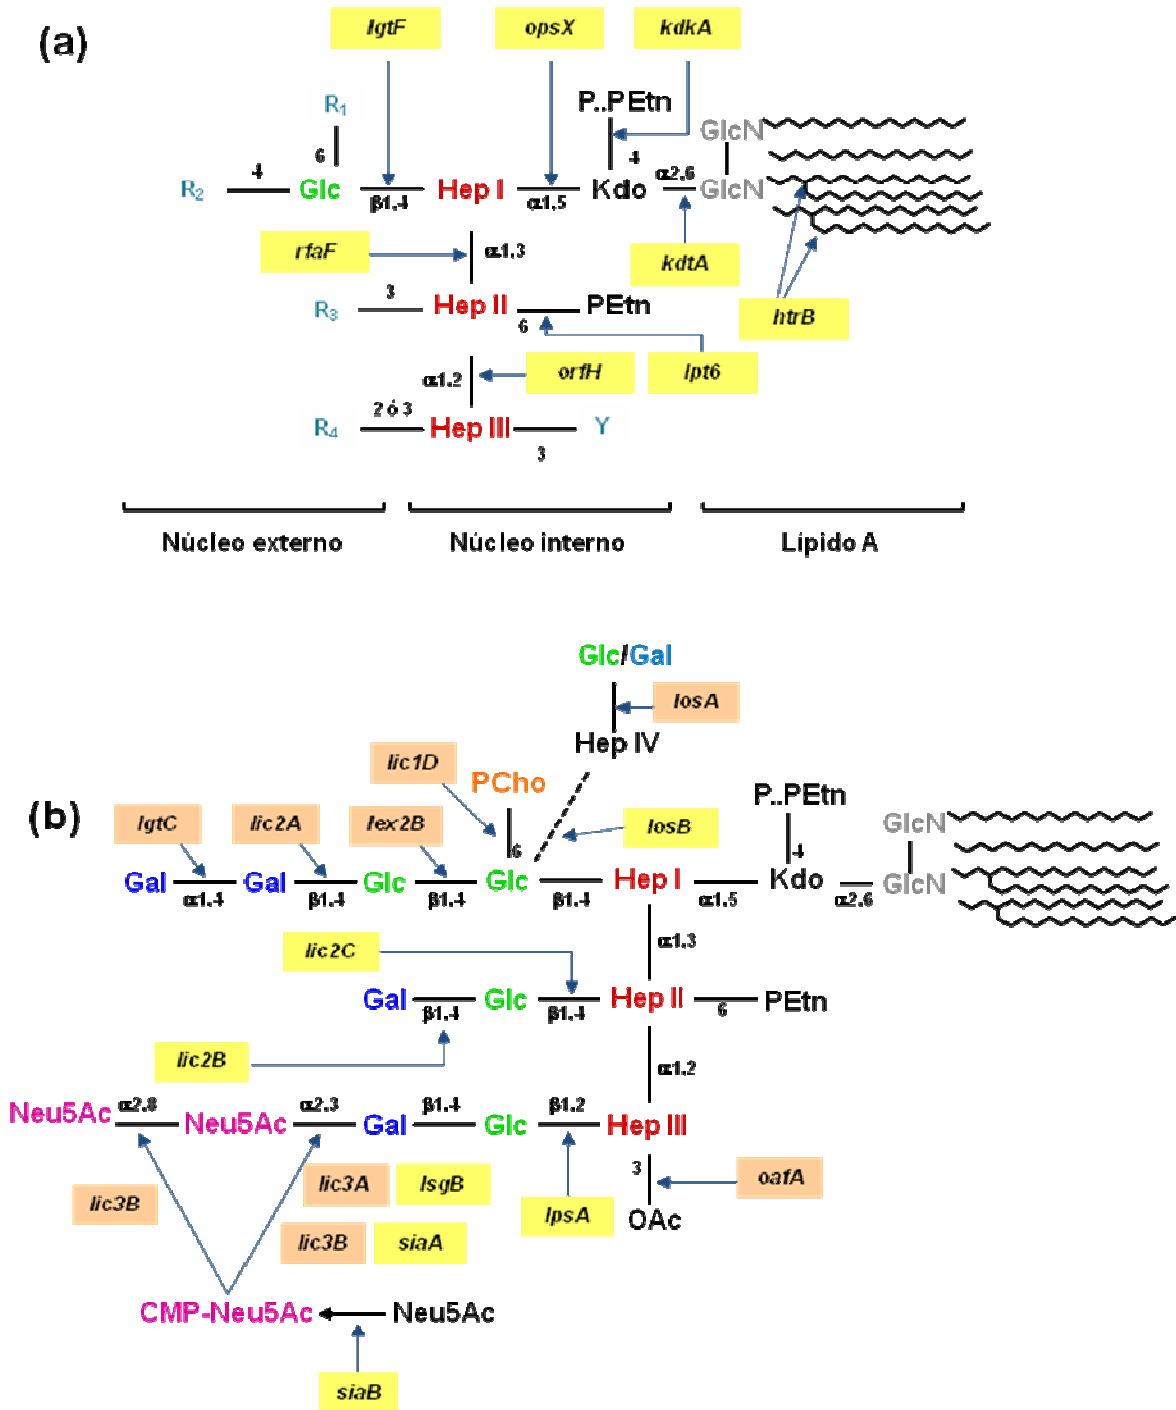 (a)
lgtF opsX kdkA
R1 P..PEtn GlcN
6 4 α2,6
R2 4 Glc β1,4 Hep I α1,5 Kdo GlcN
rfaF α1,3 kdtA
R3 3 Hep II 6 PEtn htrB
α1,2 orfH lpt6
R4 2 ó 3 Hep III 3 Y
Núcleo externo Núcleo interno Lípido A
Glc/Gal
losA
Hep IV
lic1D PCho P..PEtn
(b)
lgtC lic2A lex2B 6 losB 4 GlcN
Gal α1,4 Gal β1,4 Glc β1,4 Glc β1,4 Hep I α1,5 Kdo α2,6 GlcN
lic2C α1,3
Gal β1,4 Glc β1,4 Hep II 6 PEtn
lic2B α1,2
Neu5Ac α2,8 Neu5Ac α2,3 Gal β1,4 Glc β1,2 Hep III
lic3B lic3A lsgB lpsA 3 oafA
lic3B siaA OAc
CMP-Neu5Ac Neu5Ac
siaB